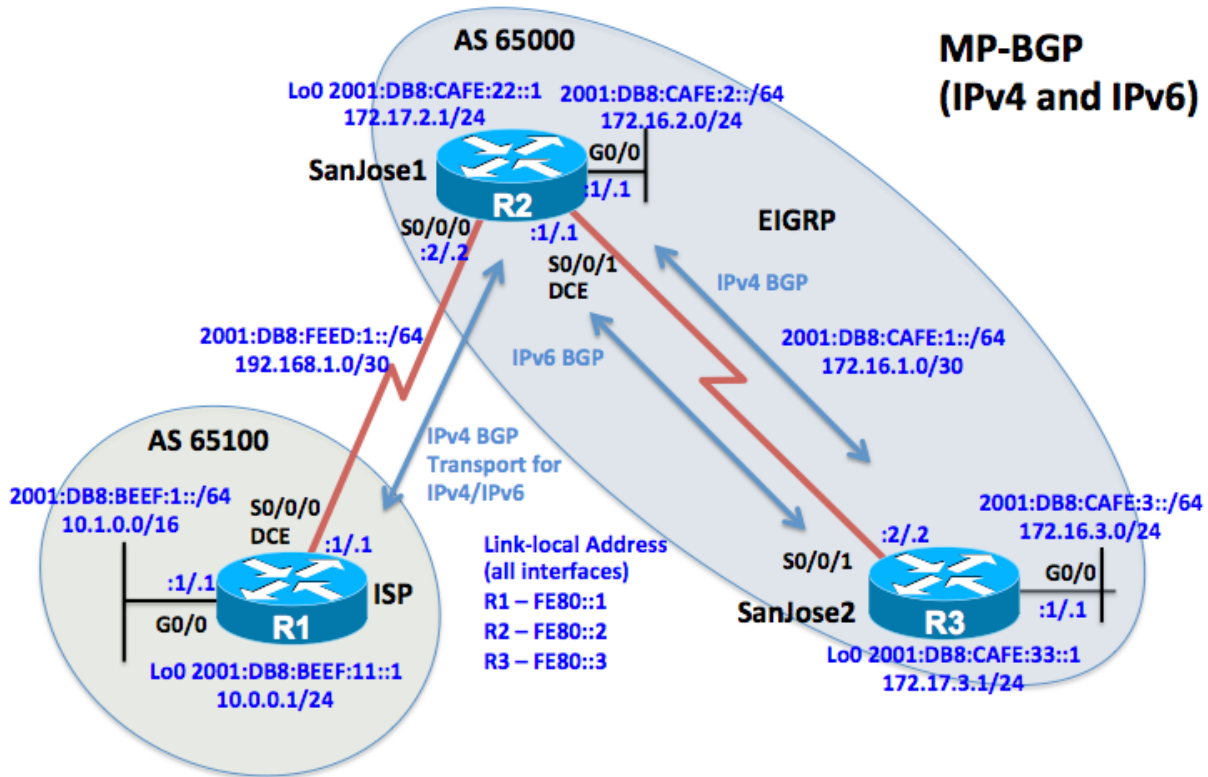 AS 65000
MP-BGP
(IPv4 and IPv6)
Lo0 2001:DB8:CAFE:22::1
172.17.2.1/24
2001:DB8:CAFE:2::/64
172.16.2.0/24
G0/0
SanJose1
:1/.1
R2
S0/0/0
:2/.2
:1/.1
S0/0/1
DCE
EIGRP
IPv4 BGP
2001:DB8:FEED:1::/64
192.168.1.0/30
IPv6 BGP
2001:DB8:CAFE:1::/64
172.16.1.0/30
AS 65100
IPv4 BGP
Transport for
IPv4/IPv6
2001:DB8:BEEF:1::/64
10.1.0.0/16
S0/0/0
DCE
:1/.1
:1/.1
ISP
G0/0
R1
Lo0 2001:DB8:BEEF:11::1
10.0.0.1/24
Link-local Address
(all interfaces)
R1 – FE80::1
R2 – FE80::2
R3 – FE80::3
2001:DB8:CAFE:3::/64
172.16.3.0/24
:2/.2
S0/0/1
G0/0
SanJose2
:1/.1
R3
Lo0 2001:DB8:CAFE:33::1
172.17.3.1/24